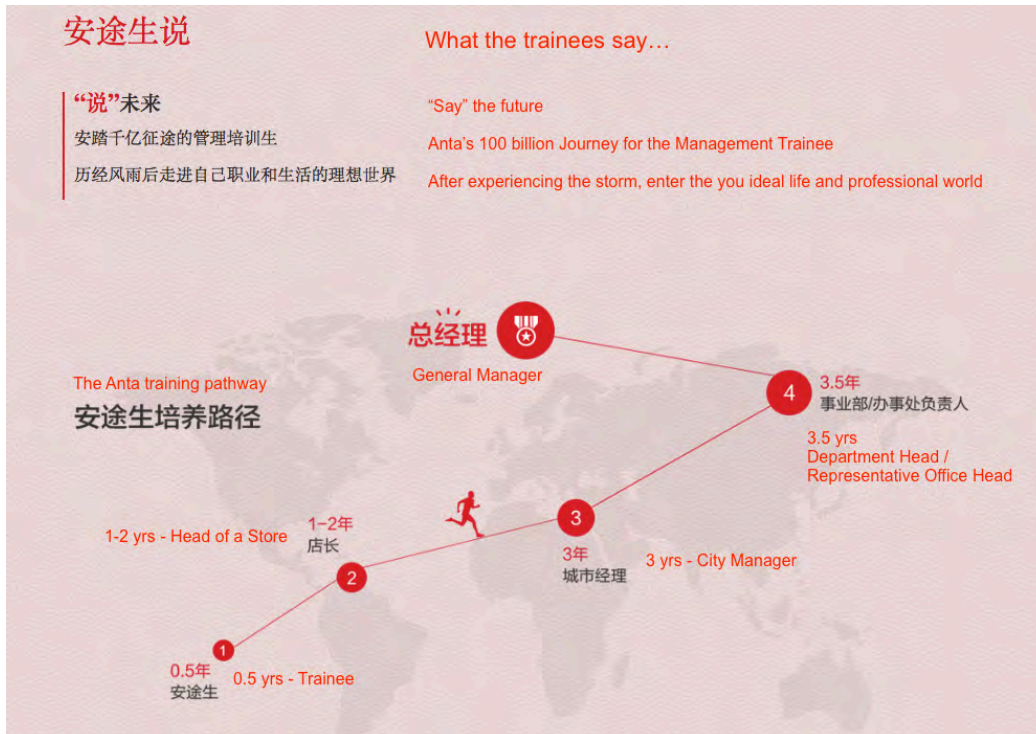 安途生说
What the trainees say…
“说”未来
“Say” the future
安踏千亿征途的管理培训生
Anta’s 100 billion Journey for the Management Trainee
历经风雨后走进自己职业和生活的理想世界
After experiencing the storm, enter the you ideal life and professional world
总经理
General Manager
The Anta training pathway
安途生培养路径
4
3.5年
事业部/办事处负责人
3.5 yrs
Department Head /
Representative Office Head
1-2 yrs - Head of a Store
1–2年
店长
2
3
3年
城市经理
3 yrs - City Manager
1
0.5年
安途生
0.5 yrs - Trainee